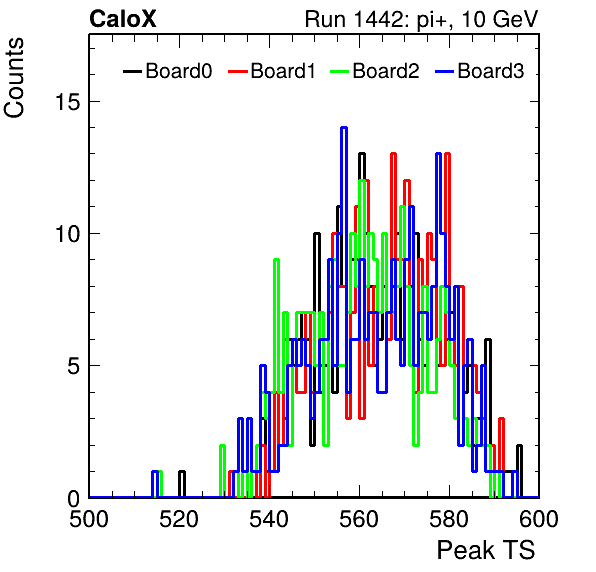 CaloX Run 1442: pi+, 10 GeV
Counts
Board0 Board1 Board2 Board3
15
10
5
0
500 520 540 560 580 600
Peak TS